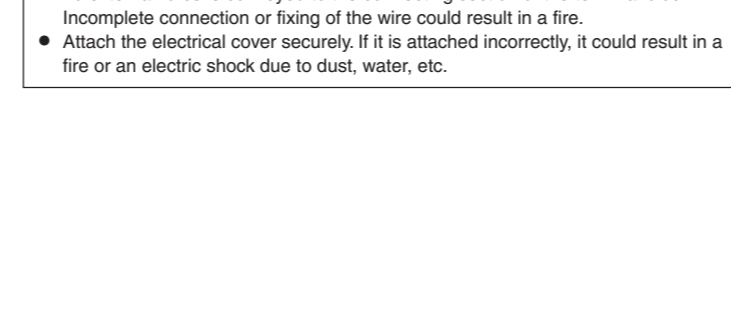 Incomplete connection or fixing of the wire could result in a fire.
● Attach the electrical cover securely. If it is attached incorrectly, it could result in a
fire or an electric shock due to dust, water, etc.